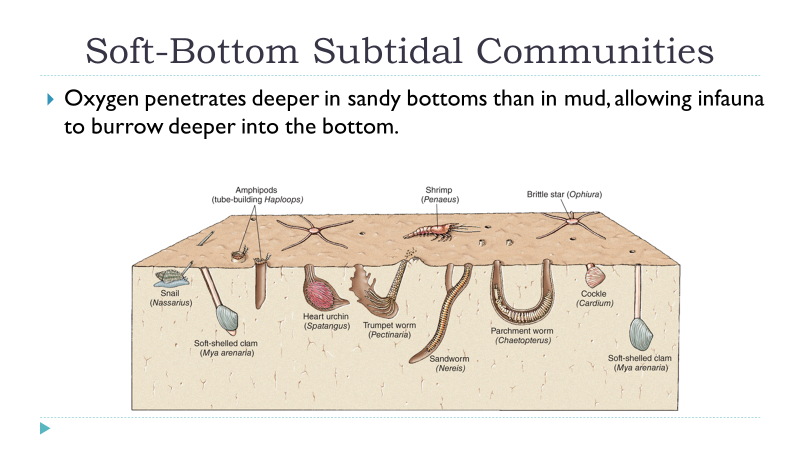 Soft-Bottom Subtidal Communities
Oxygen penetrates deeper in sandy bottoms than in mud, allowing infauna
to burrow deeper into the bottom.
Amphipods
(tube-building Haploops)
Shrimp
(Penaeus)
Brittle star (Ophiura)
Snail
(Nassarius)
Soft-shelled clam
(Mya arenaria)
Heart urchin
(Spatangus)
Trumpet worm
(Pectinaria)
Sandworm
(Nereis)
Parchment worm
(Chaetopterus)
Cockle
(Cardium)
Soft-shelled clam
(Mya arenaria)